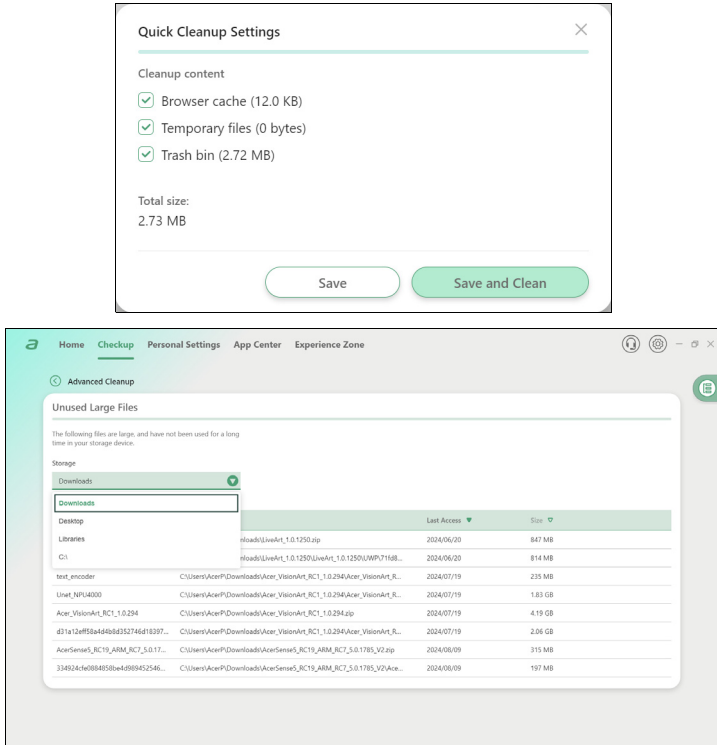 Quick Cleanup Settings
Cleanup content
Browser cache (12.0 KB)
Temporary files (0 bytes)
Trash bin (2.72 MB)
Total size:
2.73 MB
Save Save and Clean
a Home Checkup Personal Settings App Center Experience Zone
Advanced Cleanup
Unused Large Files
The following files are large, and have not been used for a long
time in your storage device.
Storage
Downloads
Downloads
Desktop
Libraries
C:\
Last Access Size
nloads\LiveArt_1.0.1250.zip 2024/06/20 847 MB
nloads\LiveArt_1.0.1250\LiveArt_1.0.1250\UWP\71fd8... 2024/06/20 814 MB
text_encoder C:\Users\AcerP\Downloads\Acer_VisionArt_RC1_1.0.294\Acer_VisionArt_R... 2024/07/19 235 MB
Unet_NPU4000 C:\Users\AcerP\Downloads\Acer_VisionArt_RC1_1.0.294\Acer_VisionArt_R... 2024/07/19 1.83 GB
Acer_VisionArt_RC1_1.0.294 C:\Users\AcerP\Downloads\Acer_VisionArt_RC1_1.0.294.zip 2024/07/19 4.19 GB
d31a12eff58a4d4b8d352746d18397... C:\Users\AcerP\Downloads\Acer_VisionArt_RC1_1.0.294\Acer_VisionArt_R... 2024/07/19 2.06 GB
AcerSense5_RC19_ARM_RC7_5.0.17... C:\Users\AcerP\Downloads\AcerSense5_RC19_ARM_RC7_5.0.1785_V2.zip 2024/08/09 315 MB
334924cfe0884858be4d989452546... C:\Users\AcerP\Downloads\AcerSense5_RC19_ARM_RC7_5.0.1785_V2\Ace... 2024/08/09 197 MB